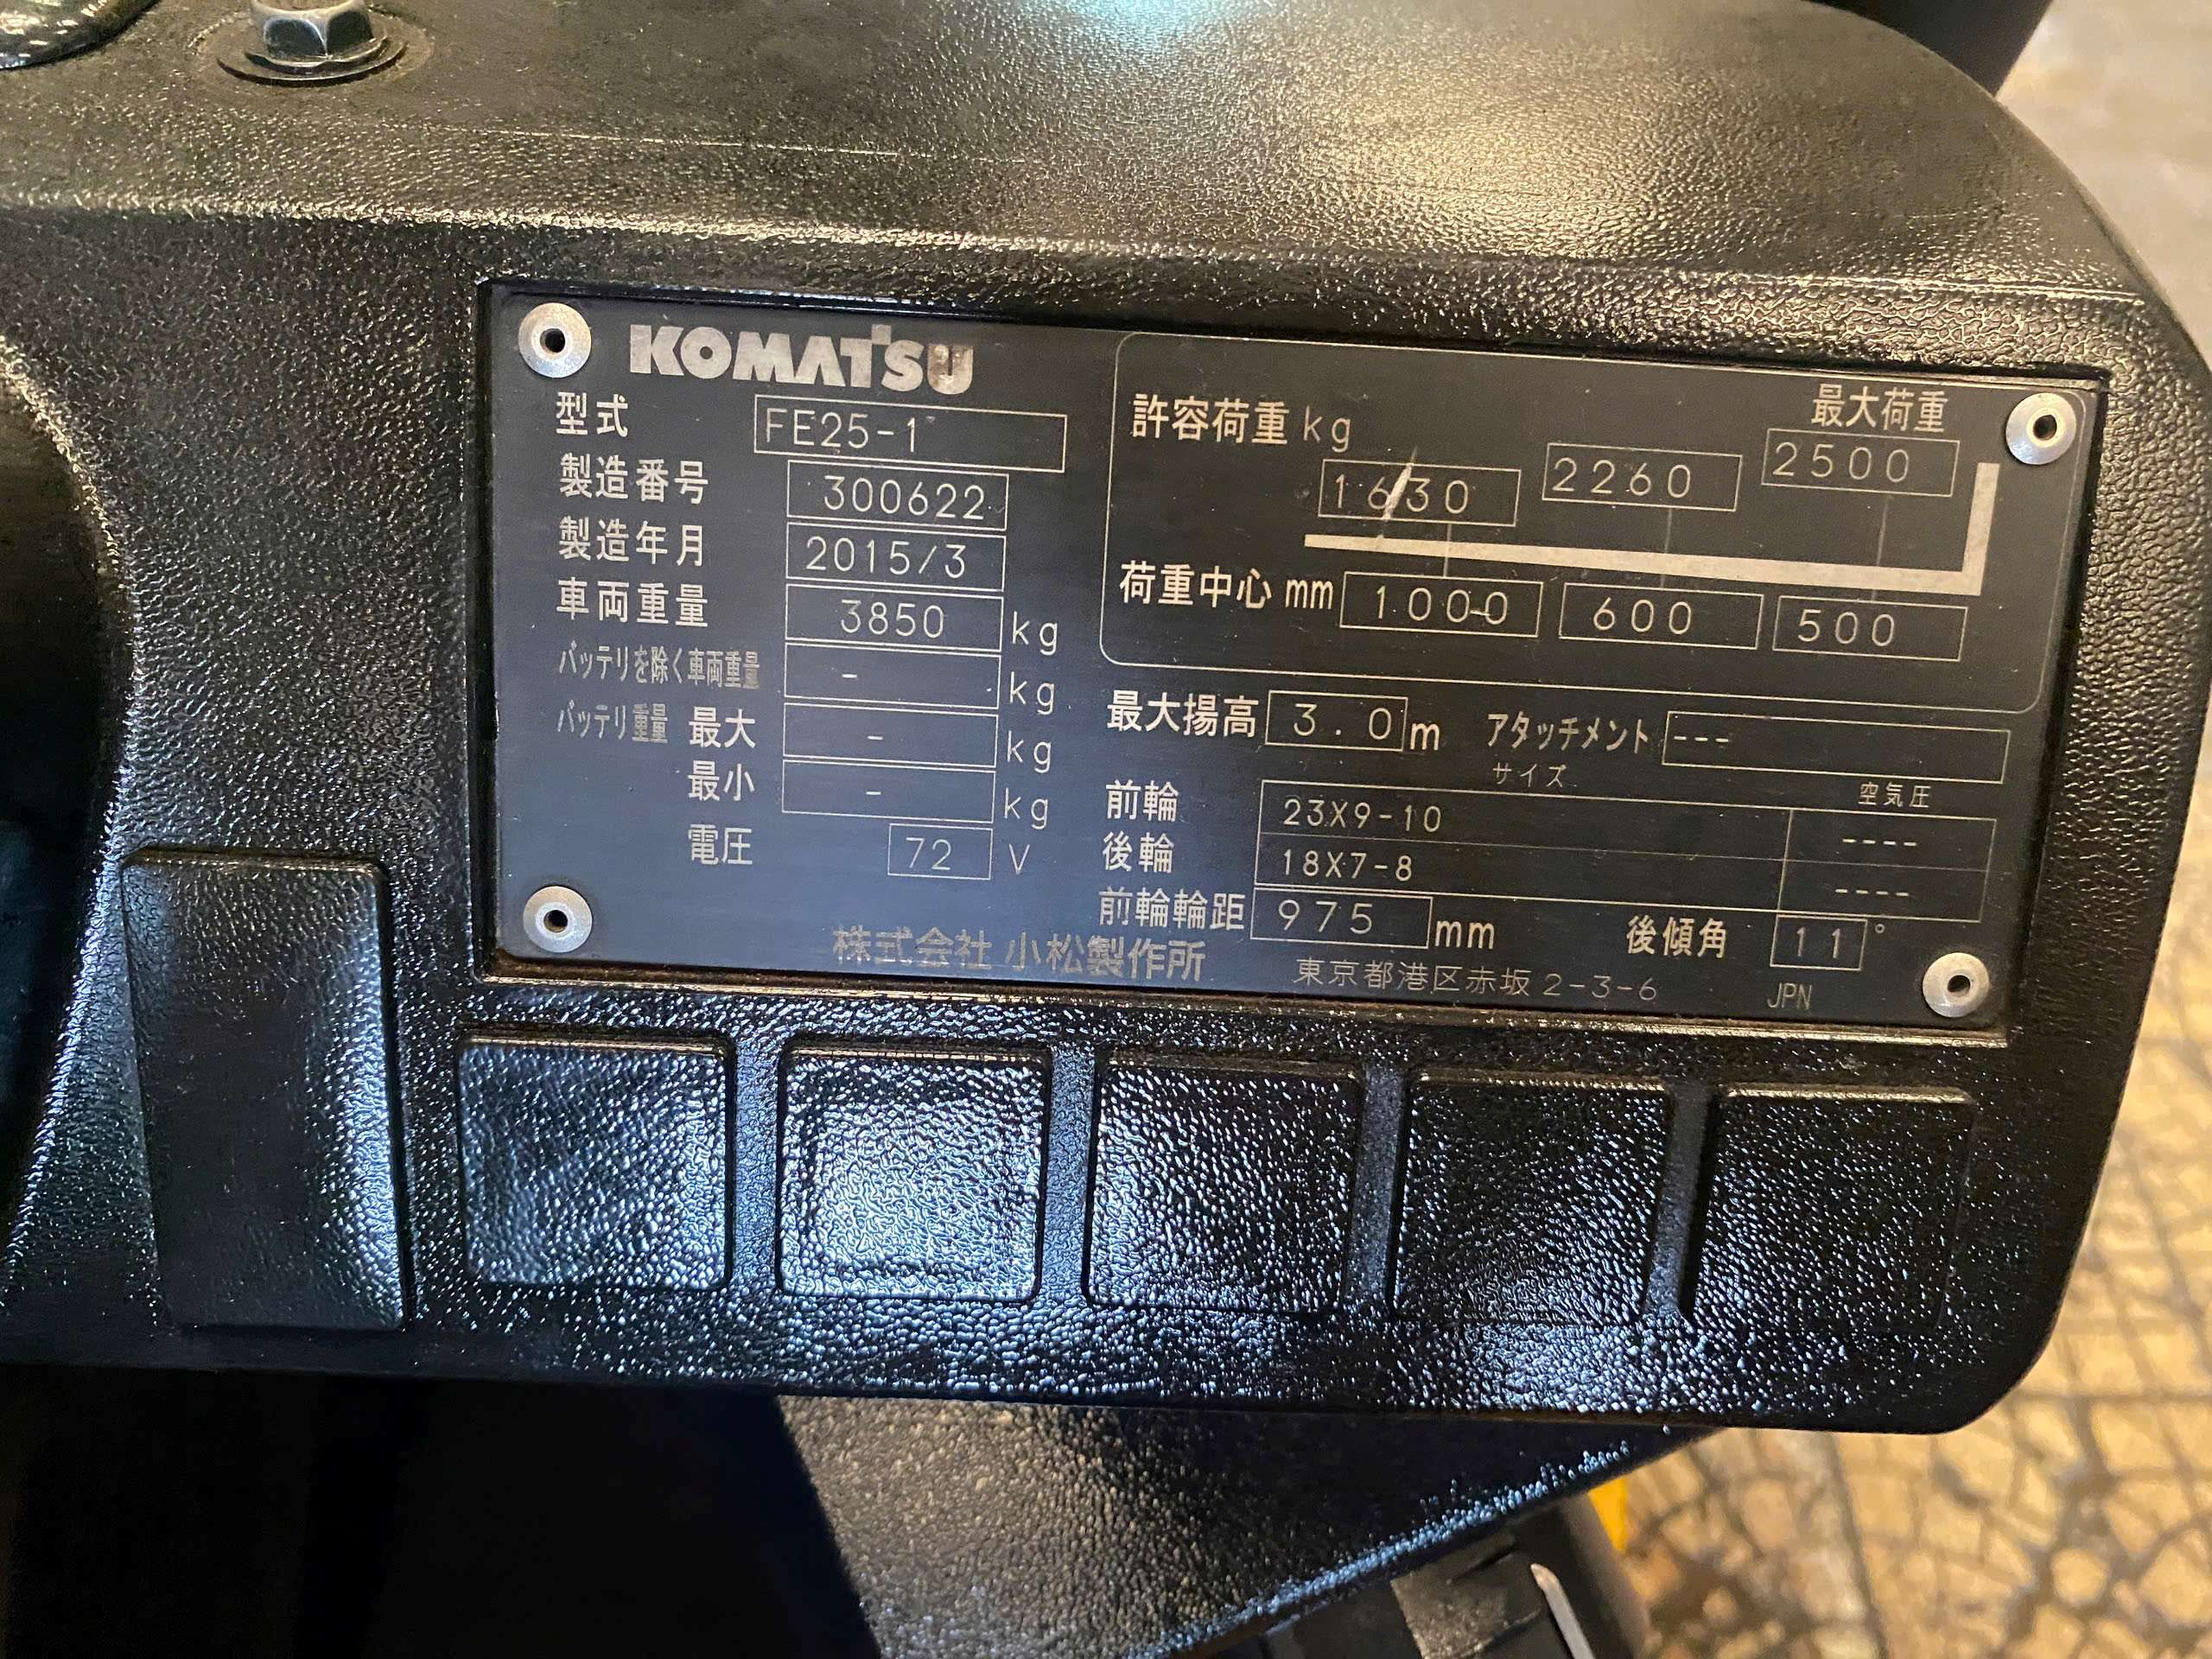 KOMATSU
型式 FE25-1
製造番号 300622
製造年月 2015/3
車両重量 3850 kg
バッテリを除く車両重量 - kg
バッテリ重量 最大 - kg
最小 - kg
電圧 72 V
許容荷重 kg
最大荷重
1630 2260 2500
荷重中心 mm 1000 600 500
最大揚高 3.0 m アタッチメント ---
サイズ 空気圧
前輪 23X9-10 ----
後輪 18X7-8 ----
前輪輪距 975 mm 後傾角 11°
株式会社 小松製作所 東京都港区赤坂 2-3-6 JPN